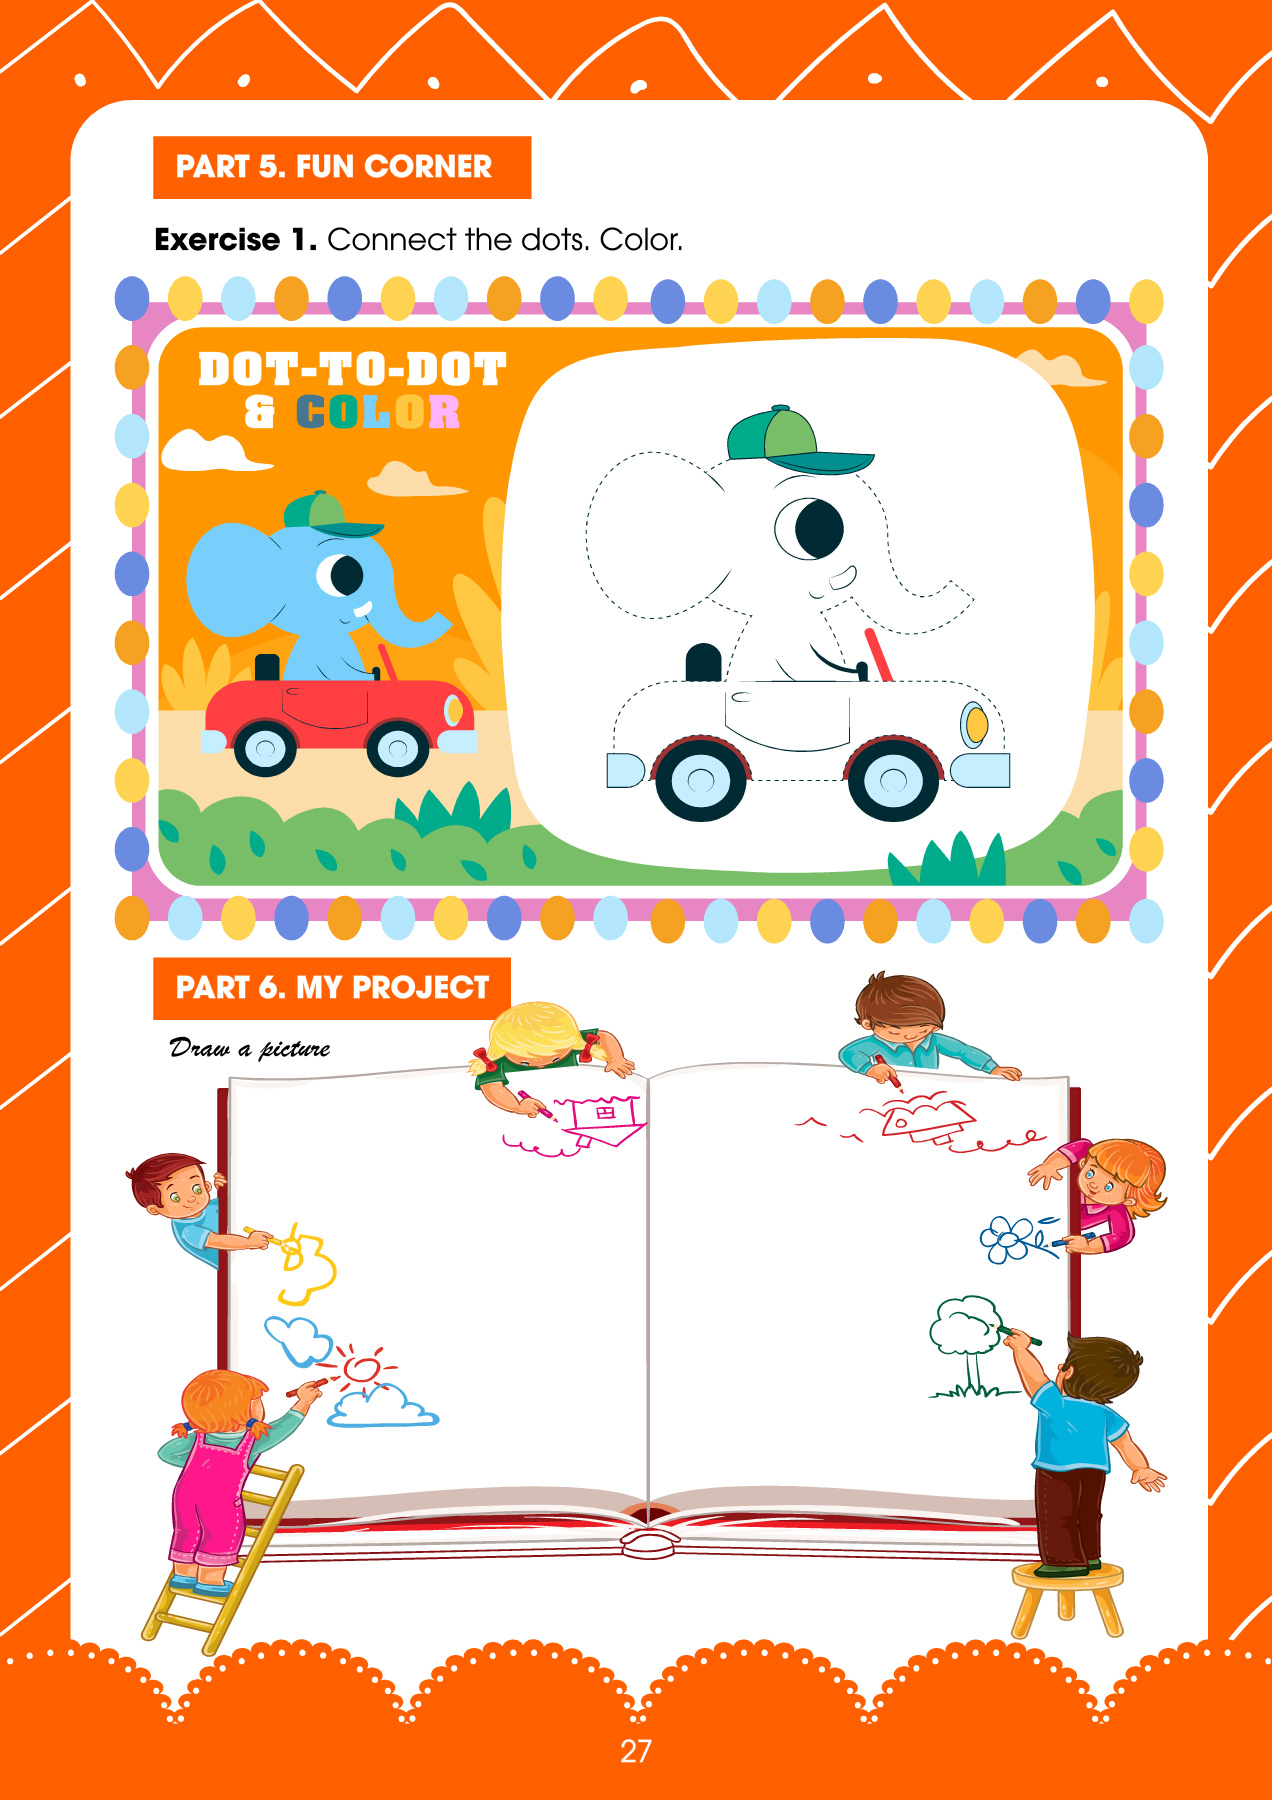 PART 5. FUN CORNER
Exercise 1. Connect the dots. Color.
DOT-TO-DOT
& COLOR
PART 6. MY PROJECT
Draw a picture
27